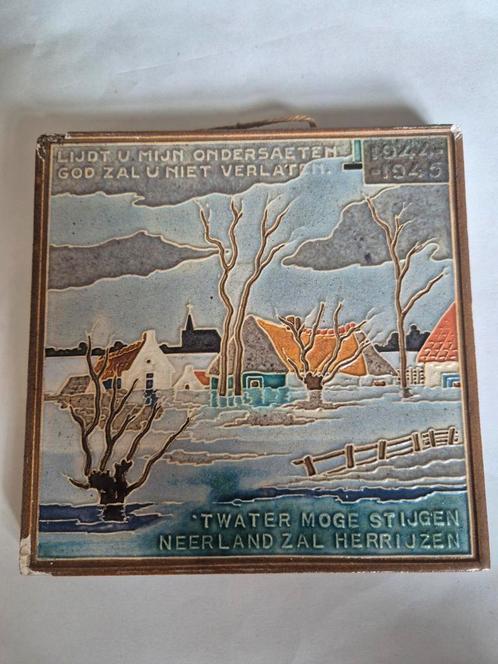 LIJDT U. MIJN ONDERSAETEN
GOD ZAL U NIET VERLATEN.
1944-
-1945
'TWATER MOGE STIJGEN
NEERLAND ZAL HERRIJZEN